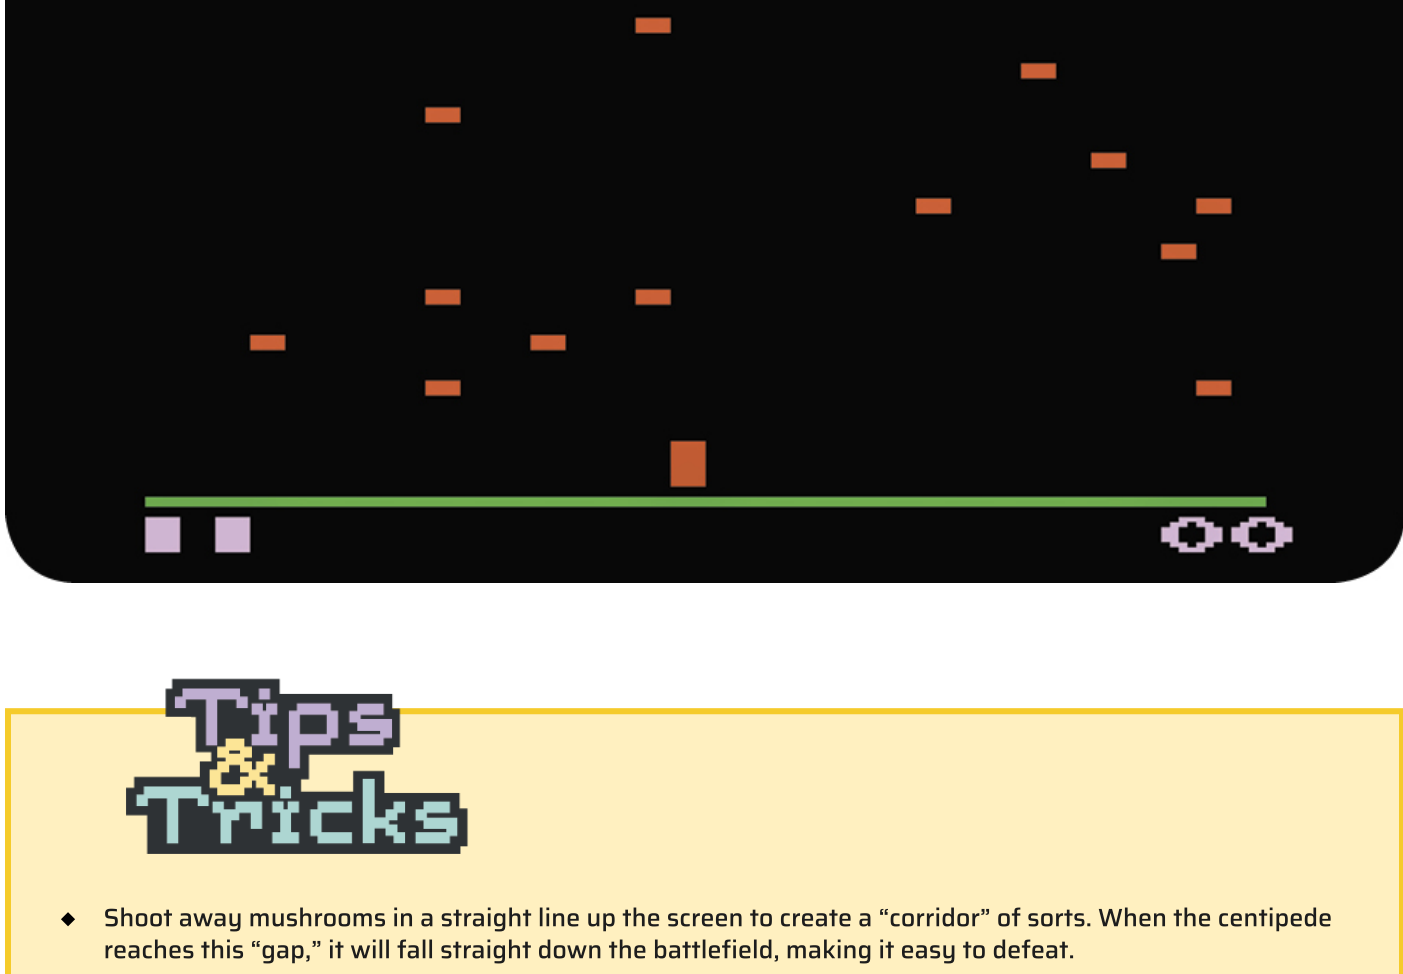 Tips
&
Tricks
◆ Shoot away mushrooms in a straight line up the screen to create a “corridor” of sorts. When the centipede
reaches this “gap,” it will fall straight down the battlefield, making it easy to defeat.